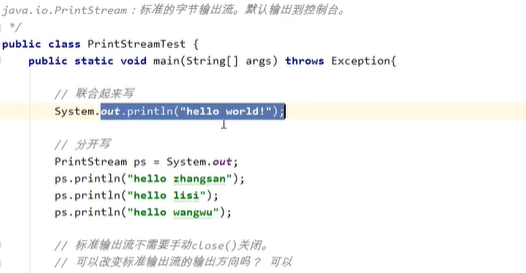 java.io.PrintStream：标准的字节输出流。默认输出到控制台。
*/
public class PrintStreamTest {
public static void main(String[] args) throws Exception{
// 联合起来写
System.out.println("hello world!");
// 分开写
PrintStream ps = System.out;
ps.println("hello zhangsan");
ps.println("hello lisi");
ps.println("hello wangwu");
// 标准输出流不需要手动close()关闭。
// 可以改变标准输出流的输出方向吗？ 可以